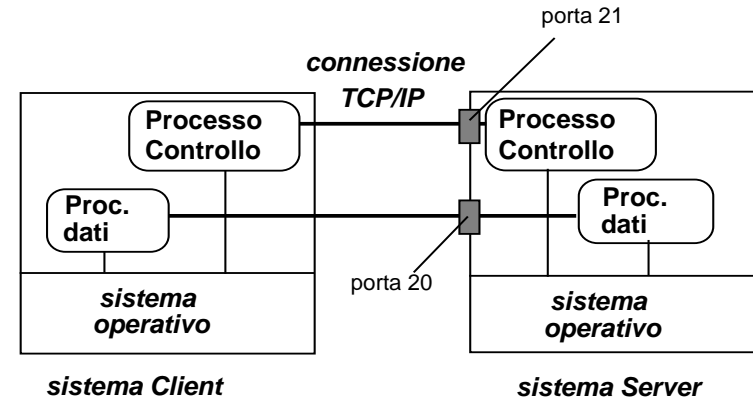 porta 21
connessione
TCP/IP
Processo
Controllo
Processo
Controllo
Proc.
dati
Proc.
dati
porta 20
sistema
operativo
sistema
operativo
sistema Client
sistema Server